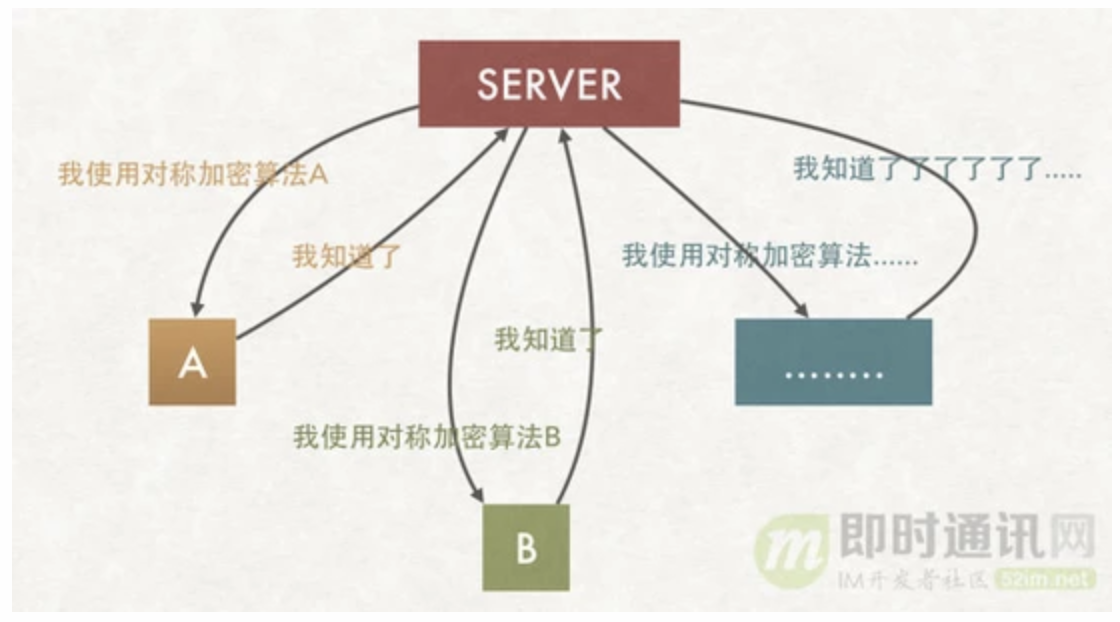 SERVER
我使用对称加密算法A
我知道了了了了了了.....
我知道了
我使用对称加密算法......
A
我知道了
........
我使用对称加密算法B
B
m
即时通讯网
IM开发者社区 52im.net